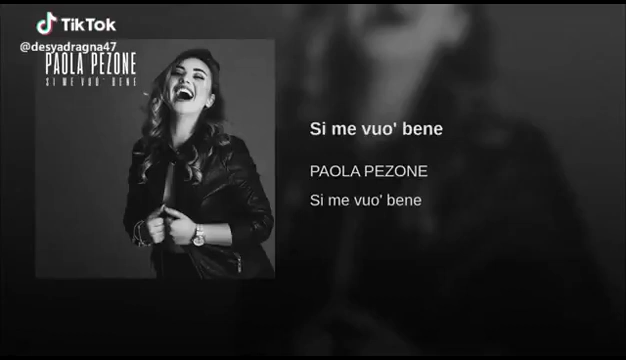 TikTok
@desyadragna47
PAOLA PEZONE
SI ME VUO' BENE
Si me vuo' bene
PAOLA PEZONE
Si me vuo' bene